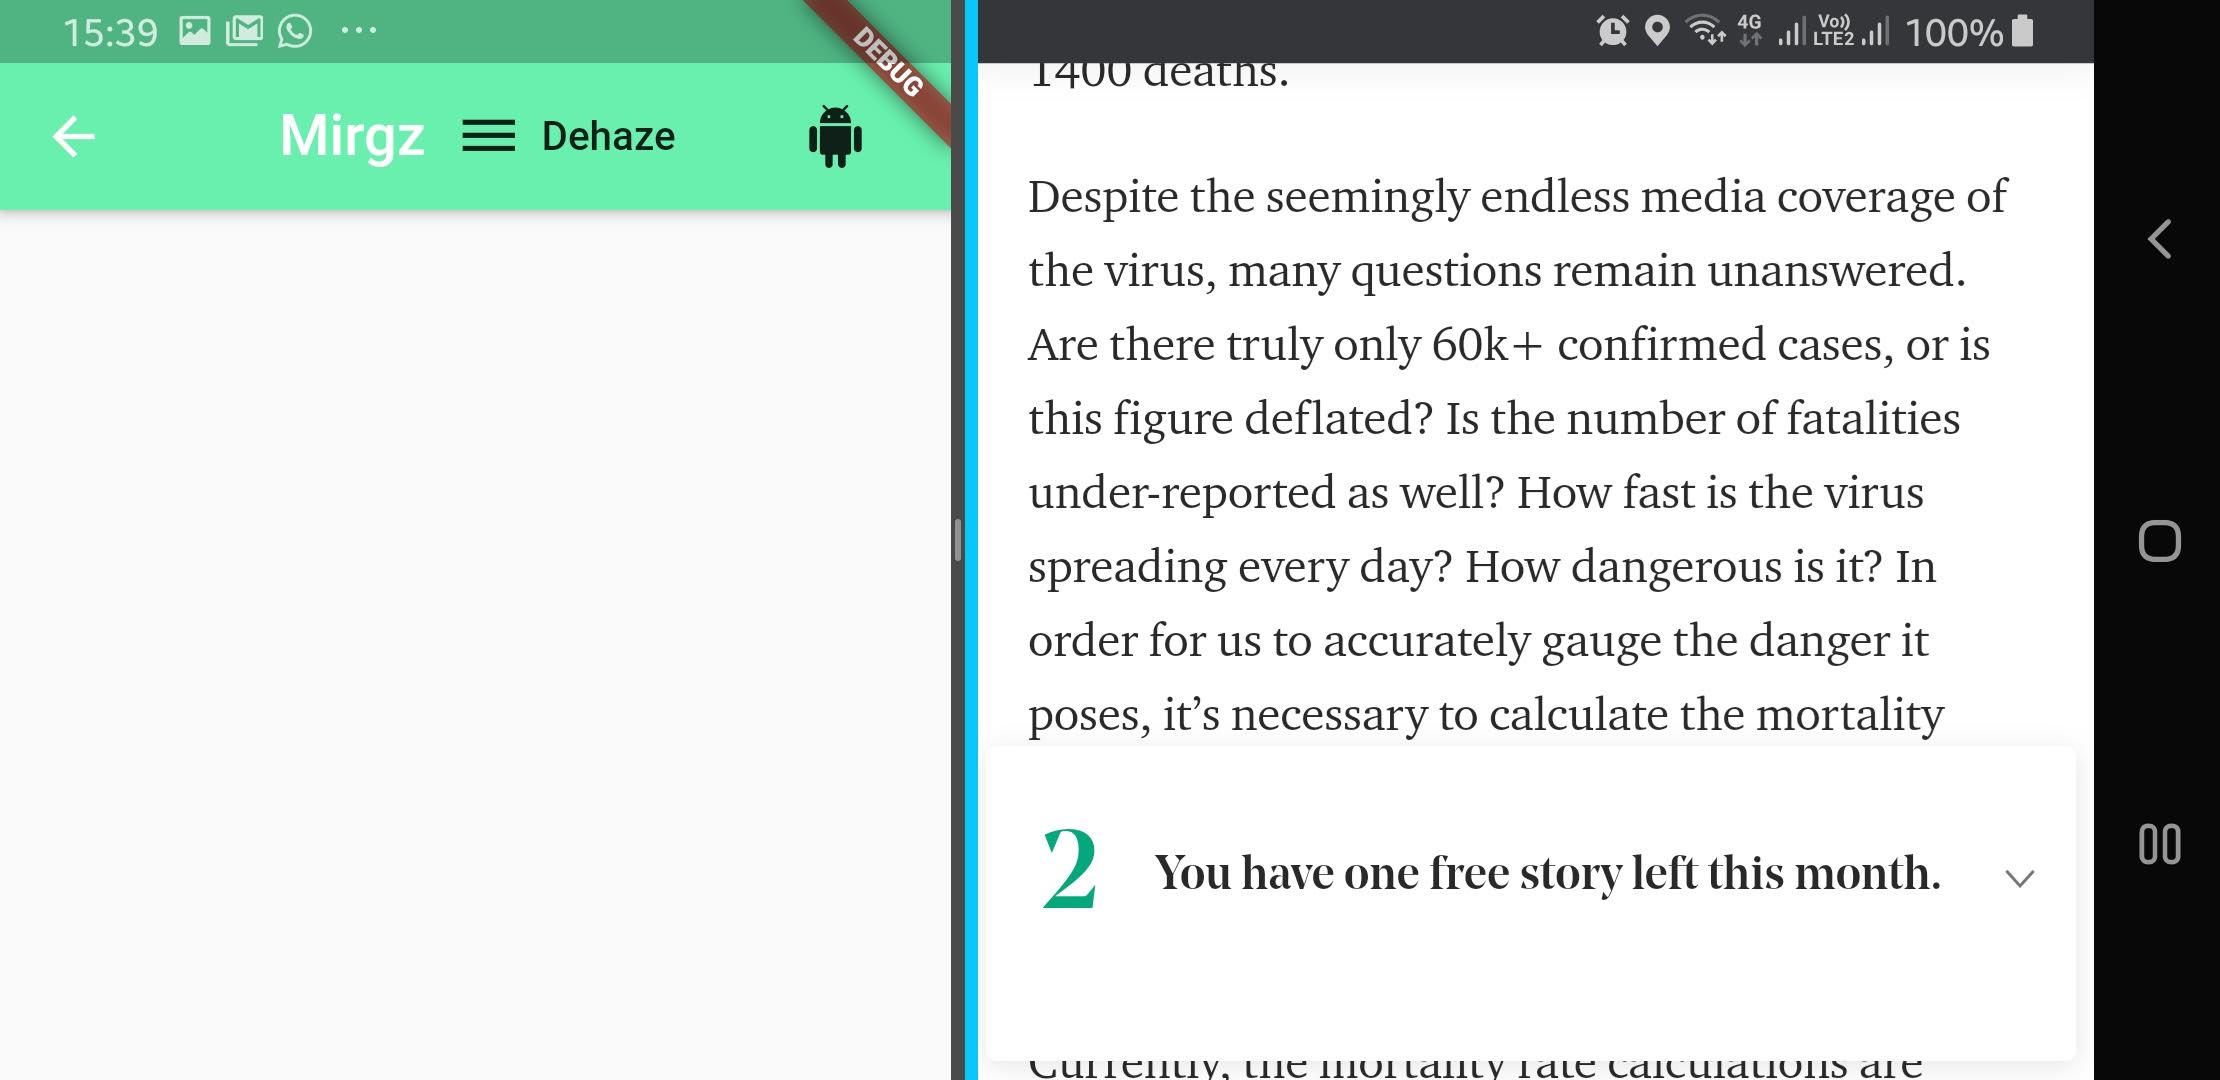 15:39
DEBUG
Mirgz Dehaze
4G Vo)) LTE2 100%
1400 deaths.
Despite the seemingly endless media coverage of
the virus, many questions remain unanswered.
Are there truly only 60k+ confirmed cases, or is
this figure deflated? Is the number of fatalities
under-reported as well? How fast is the virus
spreading every day? How dangerous is it? In
order for us to accurately gauge the danger it
poses, it’s necessary to calculate the mortality
2 You have one free story left this month.
Currently, the mortality rate calculations are